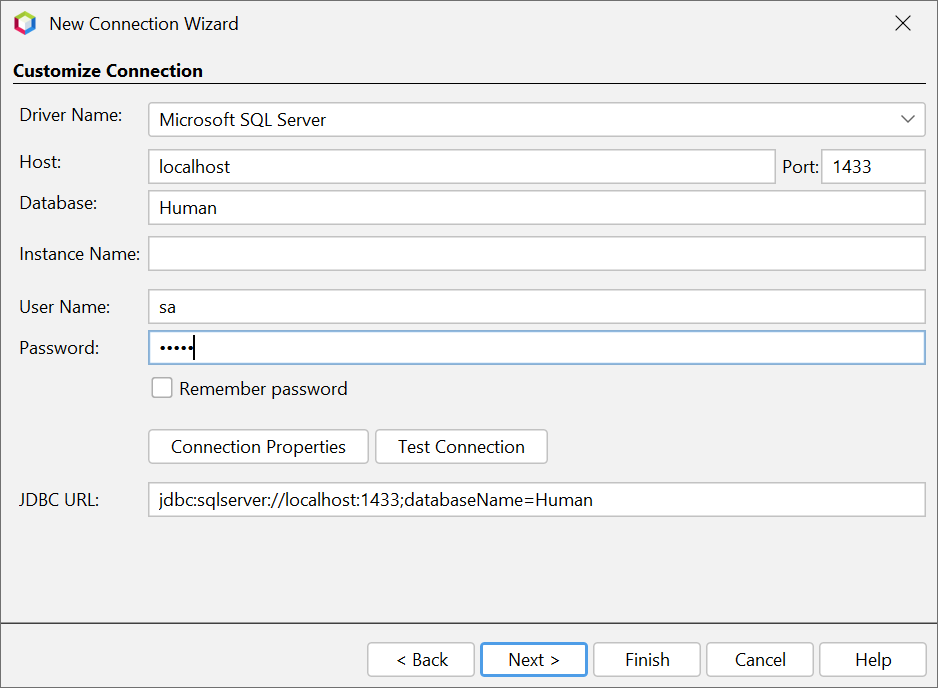 New Connection Wizard
Customize Connection
Driver Name: Microsoft SQL Server
Host: localhost Port: 1433
Database: Human
Instance Name:
User Name: sa
Password: •••••
Remember password
Connection Properties Test Connection
JDBC URL: jdbc:sqlserver://localhost:1433;databaseName=Human
< Back Next > Finish Cancel Help